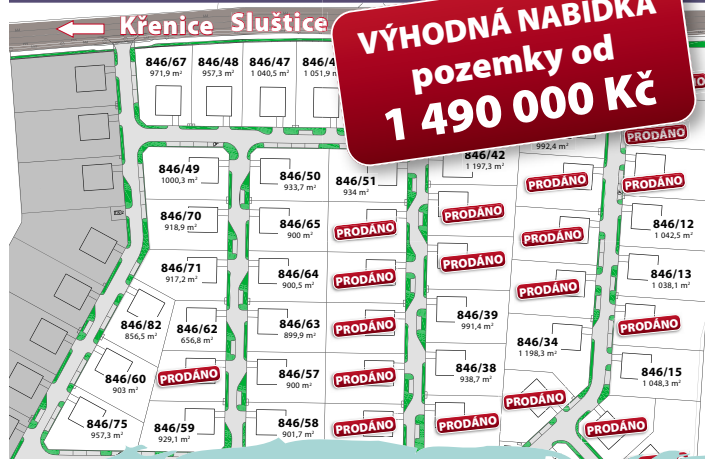 Křenice Sluštice
VÝHODNÁ NABÍDKA
pozemky od
1 490 000 Kč
846/67
971,9 m²
846/48
957,3 m²
846/47
1 040,5 m²
1 051,9
PRODÁNO
846/49
1000,3 m²
846/50
933,7 m²
846/51
934 m²
846/42
1 197,3 m²
992,4 m²
PRODÁNO
PRODÁNO
846/70
918,9 m²
846/65
900 m²
PRODÁNO
PRODÁNO
PRODÁNO
846/12
1 042,5 m²
846/71
917,2 m²
846/64
900,5 m²
PRODÁNO
PRODÁNO
PRODÁNO
846/13
1 038,1 m²
846/82
856,5 m²
846/62
656,8 m²
846/63
899,9 m²
PRODÁNO
846/39
991,4 m²
846/34
1 198,3 m²
PRODÁNO
846/60
903 m²
PRODÁNO
846/57
900 m²
PRODÁNO
846/38
938,7 m²
846/15
1 048,3 m²
846/75
957,3 m²
846/59
929,1 m²
846/58
901,7 m²
PRODÁNO
PRODÁNO
PRODÁNO
PRODÁNO